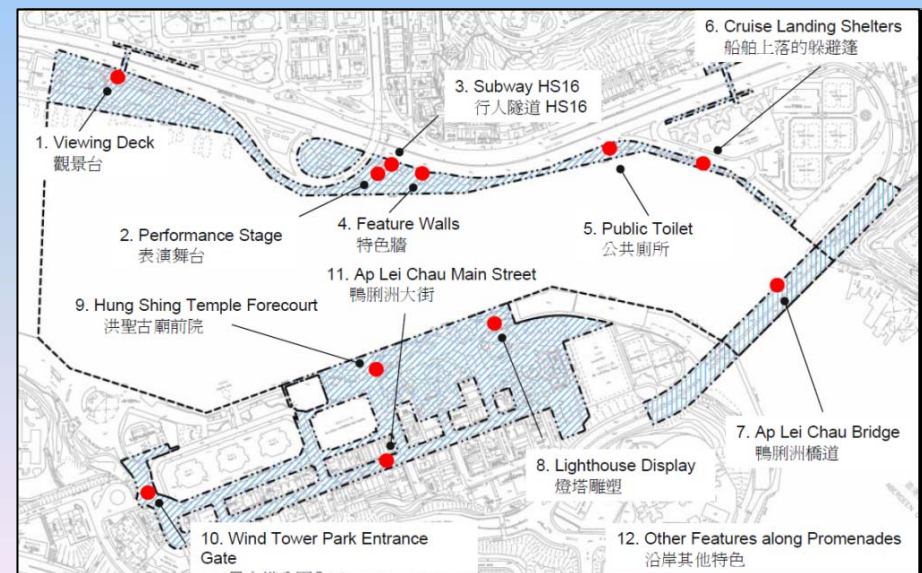 6. Cruise Landing Shelters
船舶上落的躲避篷
3. Subway HS16
行人隧道 HS16
1. Viewing Deck
觀景台
2. Performance Stage
表演舞台
4. Feature Walls
特色牆
5. Public Toilet
公共廁所
11. Ap Lei Chau Main Street
鴨脷洲大街
9. Hung Shing Temple Forecourt
洪聖古廟前院
7. Ap Lei Chau Bridge
鴨脷洲橋道
8. Lighthouse Display
燈塔雕塑
10. Wind Tower Park Entrance
Gate
12. Other Features along Promenades
沿岸其他特色